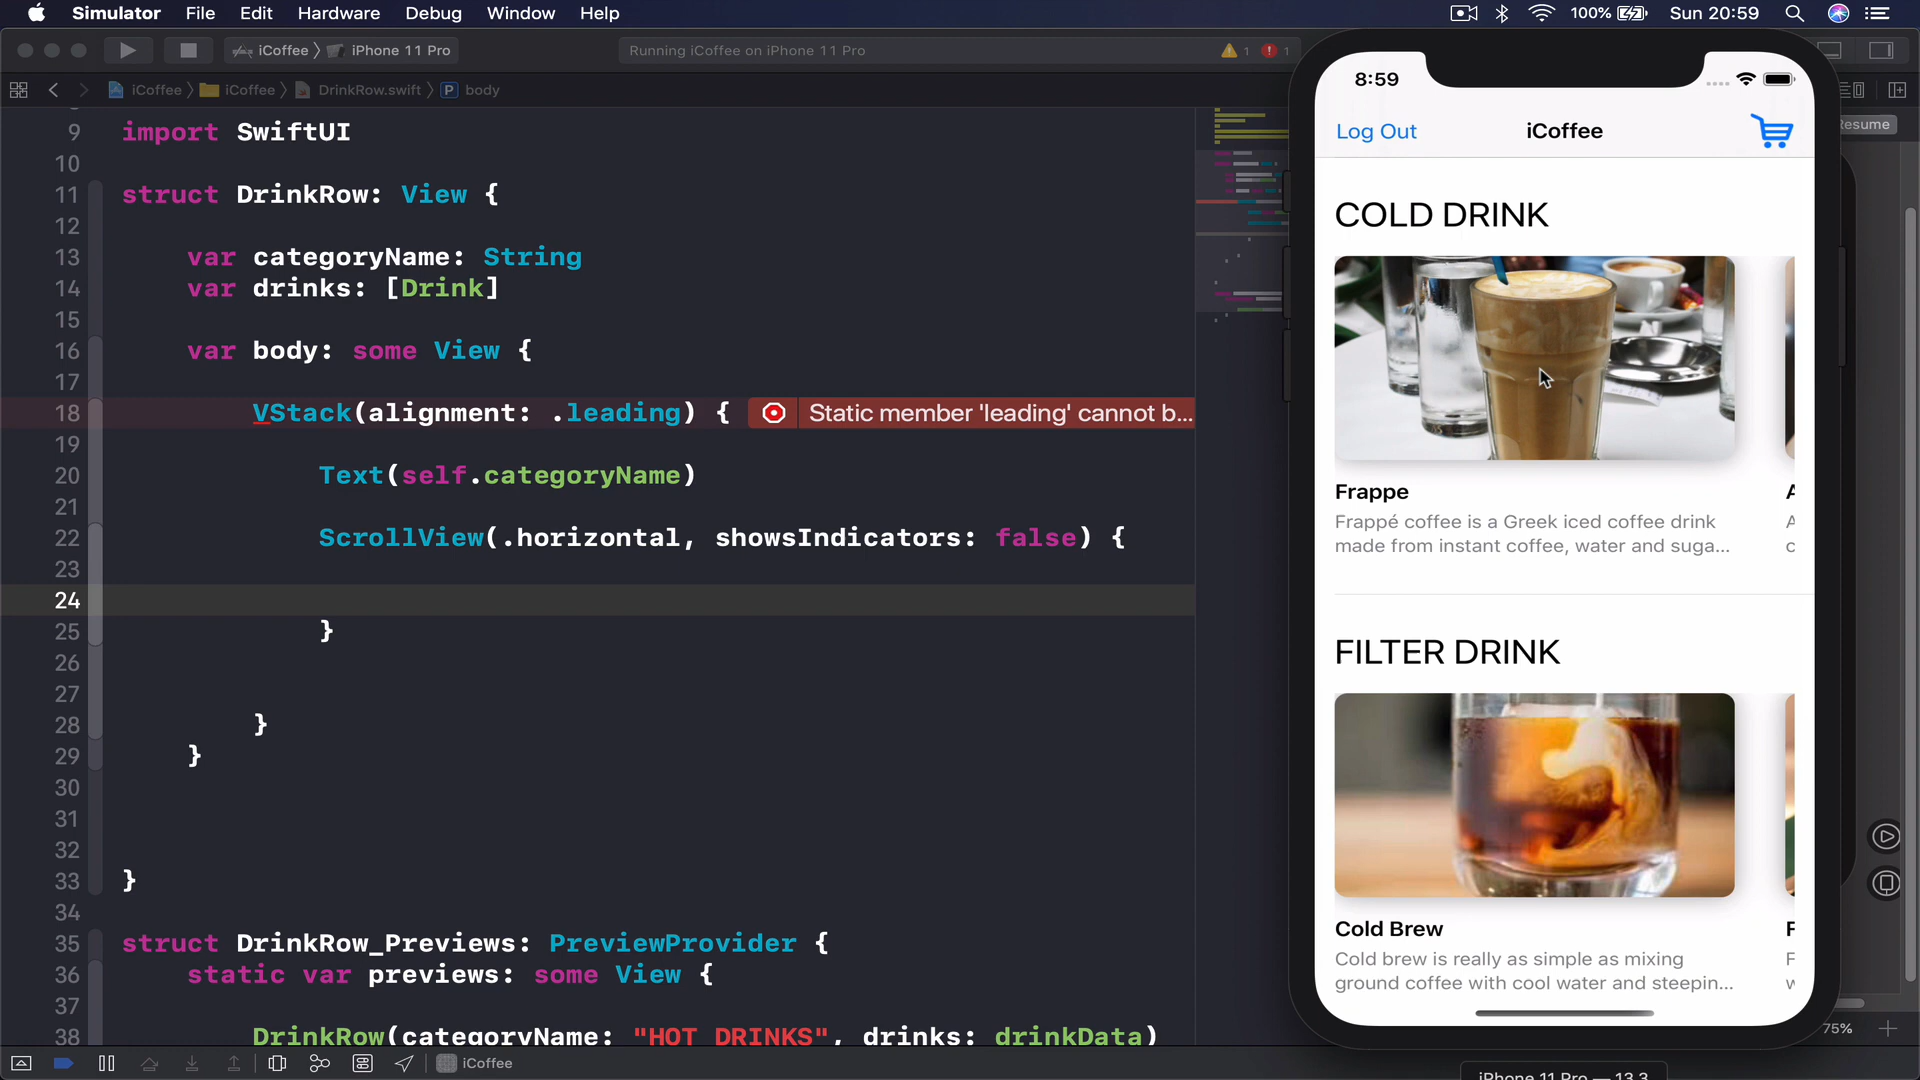 Simulator File Edit Hardware Debug Window Help 100% Sun 20:59
iCoffee iPhone 11 Pro Running iCoffee on iPhone 11 Pro 1 1
iCoffee iCoffee DrinkRow.swift P body
9 import SwiftUI
10
11 struct DrinkRow: View {
12
13 var categoryName: String
14 var drinks: [Drink]
15
16 var body: some View {
17
18 VStack(alignment: .leading) { Static member 'leading' cannot b...
19
20 Text(self.categoryName)
21
22 ScrollView(.horizontal, showsIndicators: false) {
23
24
25 }
26
27
28 }
29 }
30
31
32
33 }
34
35 struct DrinkRow_Previews: PreviewProvider {
36 static var previews: some View {
37
38 DrinkRow(categoryName: "HOT DRINKS", drinks: drinkData)
iCoffee
8:59
Log Out iCoffee
COLD DRINK
Frappe
Frappé coffee is a Greek iced coffee drink
made from instant coffee, water and suga...
FILTER DRINK
Cold Brew
Cold brew is really as simple as mixing
ground coffee with cool water and steepin...
75%
iPhone 11 Pro — 13.3